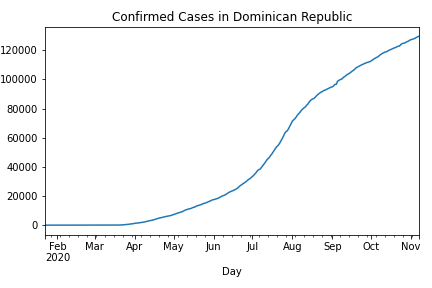 Confirmed Cases in Dominican Republic
120000
100000
80000
60000
40000
20000
0
Feb Mar Apr May Jun Jul Aug Sep Oct Nov
2020
Day